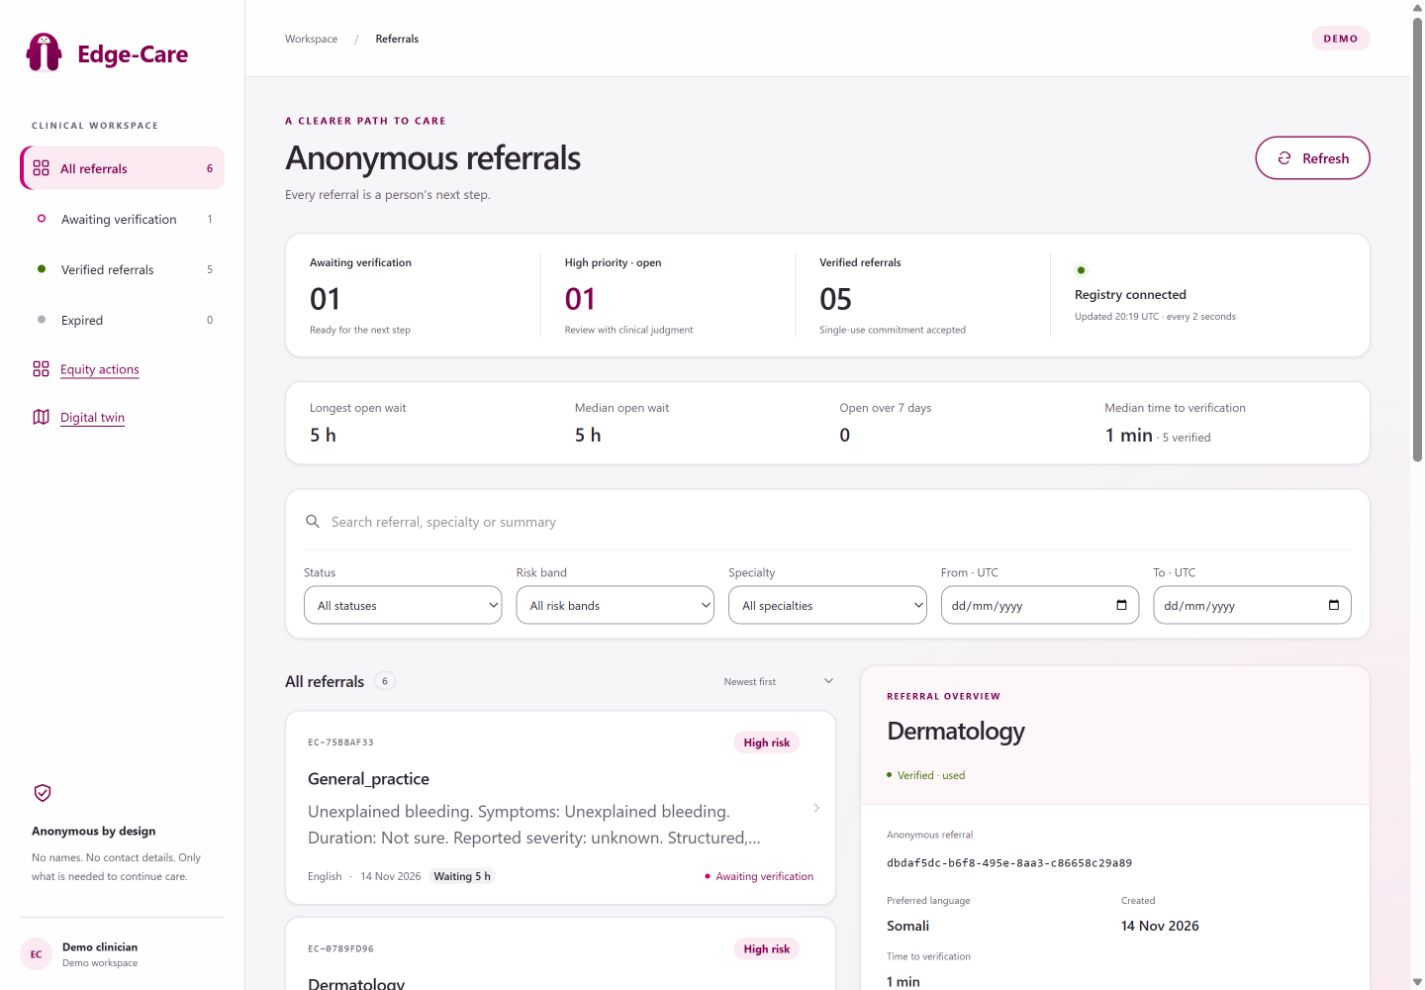 Edge-Care
CLINICAL WORKSPACE
All referrals 6
Awaiting verification 1
Verified referrals 5
Expired 0
Equity actions
Digital twin
Anonymous by design
No names. No contact details. Only
what is needed to continue care.
EC
Demo clinician
Demo workspace
Workspace / Referrals
DEMO
A CLEARER PATH TO CARE
Anonymous referrals
Every referral is a person's next step.
Refresh
Awaiting verification
01
Ready for the next step
High priority · open
01
Review with clinical judgment
Verified referrals
05
Single-use commitment accepted
Registry connected
Updated 20:19 UTC · every 2 seconds
Longest open wait
5 h
Median open wait
5 h
Open over 7 days
0
Median time to verification
1 min · 5 verified
Search referral, specialty or summary
Status
All statuses
Risk band
All risk bands
Specialty
All specialties
From · UTC
dd/mm/yyyy
To · UTC
dd/mm/yyyy
All referrals 6
Newest first
EC-75B8AF33
High risk
General_practice
Unexplained bleeding. Symptoms: Unexplained bleeding.
Duration: Not sure. Reported severity: unknown. Structured,...
English · 14 Nov 2026 Waiting 5 h
Awaiting verification
EC-0789FD96
High risk
Dermatology
REFERRAL OVERVIEW
Dermatology
Verified · used
Anonymous referral
dbdaf5dc-b6f8-495e-8aa3-c86658c29a89
Preferred language
Somali
Created
14 Nov 2026
Time to verification
1 min